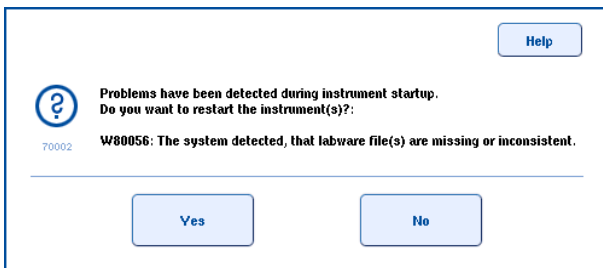 Help
Problems have been detected during instrument startup.
Do you want to restart the instrument(s)?:
70002
W80056: The system detected, that labware file(s) are missing or inconsistent.
Yes
No